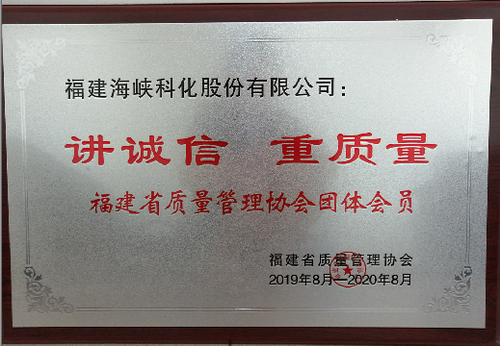 福建海峡科化股份有限公司：
讲诚信 重质量
福建省质量管理协会团体会员
福建省质量管理协会
2019年8月—2020年8月